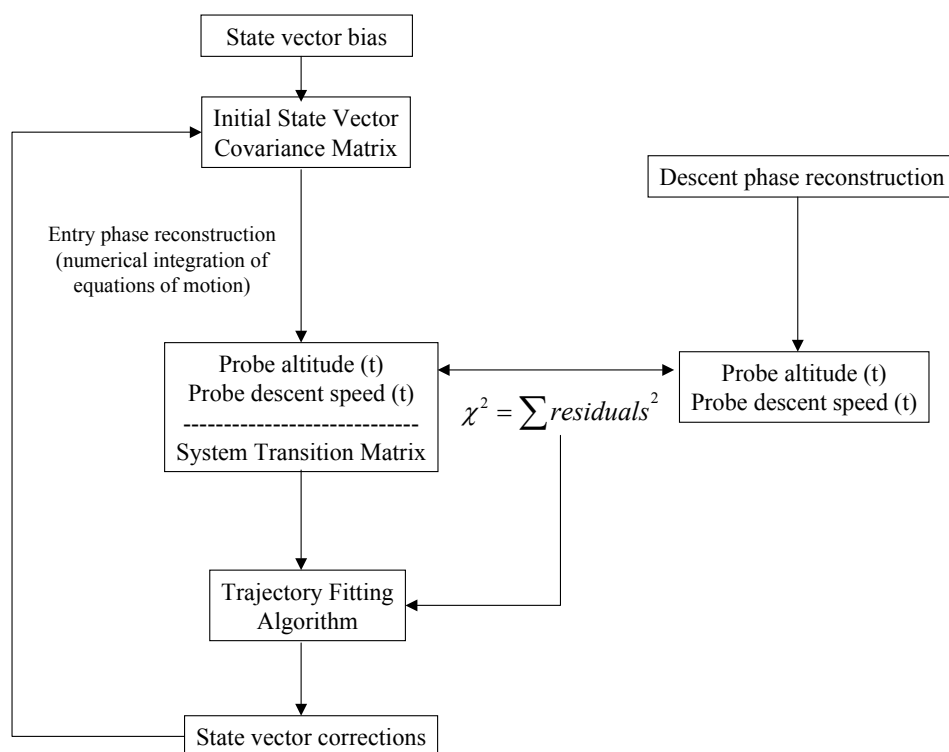 State vector bias
Initial State Vector
Covariance Matrix
Descent phase reconstruction
Entry phase reconstruction
(numerical integration of
equations of motion)
Probe altitude (t)
Probe descent speed (t)
-----------------------------
System Transition Matrix
χ² = ∑ residuals²
Probe altitude (t)
Probe descent speed (t)
Trajectory Fitting
Algorithm
State vector corrections